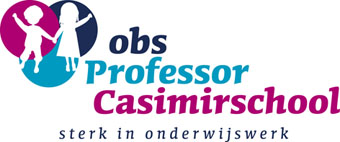 obs
Professor
Casimirschool
sterk in onderwijswerk